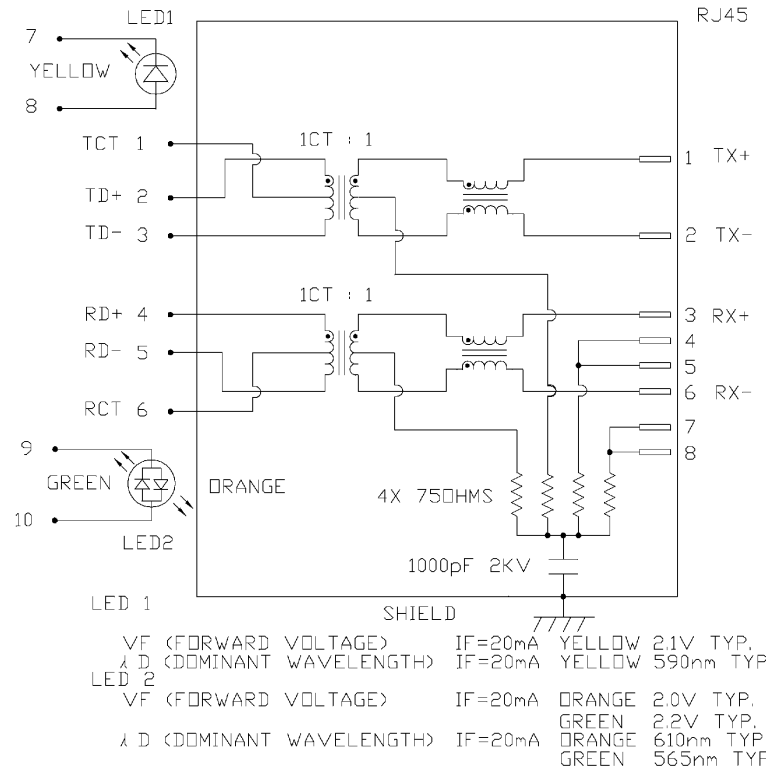 LED1
RJ45
7
YELLOW
8
TCT 1
1CT : 1
1 TX+
TD+ 2
TD- 3
2 TX-
1CT : 1
RD+ 4
3 RX+
4
RD- 5
5
6 RX-
RCT 6
7
9
8
GREEN
ORANGE
4X 75OHMS
10
LED2
1000pF 2KV
LED 1
SHIELD
VF (FORWARD VOLTAGE) IF=20mA YELLOW 2.1V TYP.
λ D (DOMINANT WAVELENGTH) IF=20mA YELLOW 590nm TYP
LED 2
VF (FORWARD VOLTAGE) IF=20mA ORANGE 2.0V TYP.
GREEN 2.2V TYP.
λ D (DOMINANT WAVELENGTH) IF=20mA ORANGE 610nm TYP
GREEN 565nm TYP